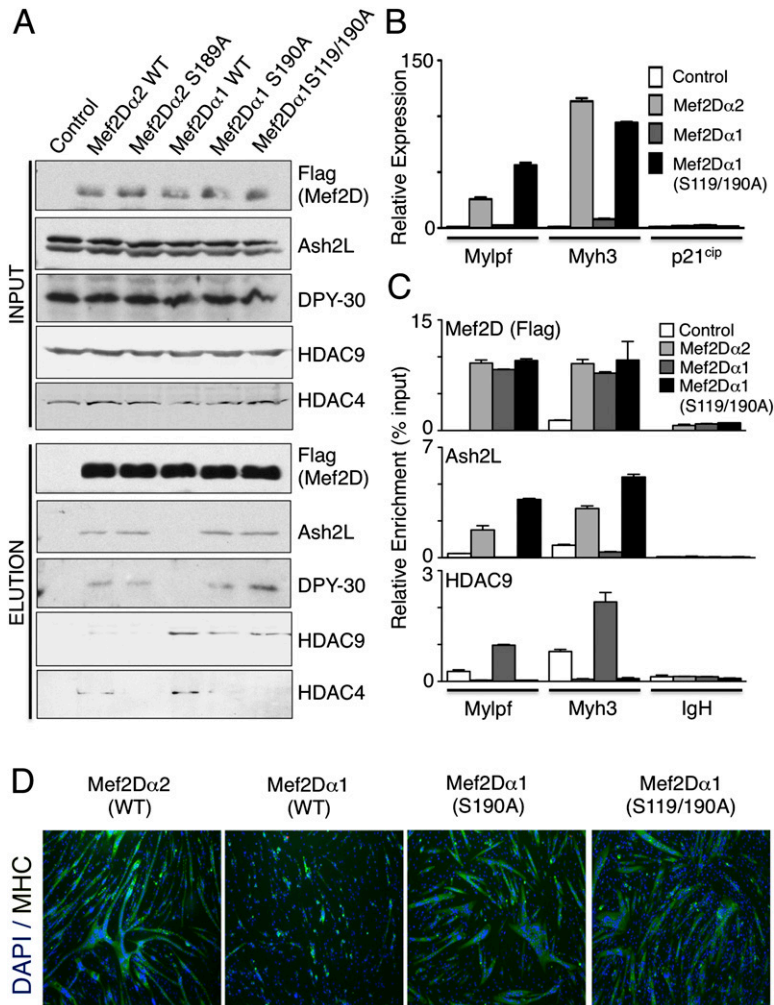 A
Control
Mef2Dα2 WT
Mef2Dα2 S189A
Mef2Dα1 WT
Mef2Dα1 S190A
Mef2Dα1S119/190A
INPUT
Flag
(Mef2D)
Ash2L
DPY-30
HDAC9
HDAC4
ELUTION
Flag
(Mef2D)
Ash2L
DPY-30
HDAC9
HDAC4
B
Relative Expression
150
0
Control
Mef2Dα2
Mef2Dα1
Mef2Dα1
(S119/190A)
Mylpf
Myh3
p21cip
C
Relative Enrichment (% input)
15
0
Mef2D (Flag)
Control
Mef2Dα2
Mef2Dα1
Mef2Dα1
(S119/190A)
7
0
Ash2L
3
0
HDAC9
Mylpf
Myh3
IgH
D
Mef2Dα2
(WT)
Mef2Dα1
(WT)
Mef2Dα1
(S190A)
Mef2Dα1
(S119/190A)
DAPI / MHC